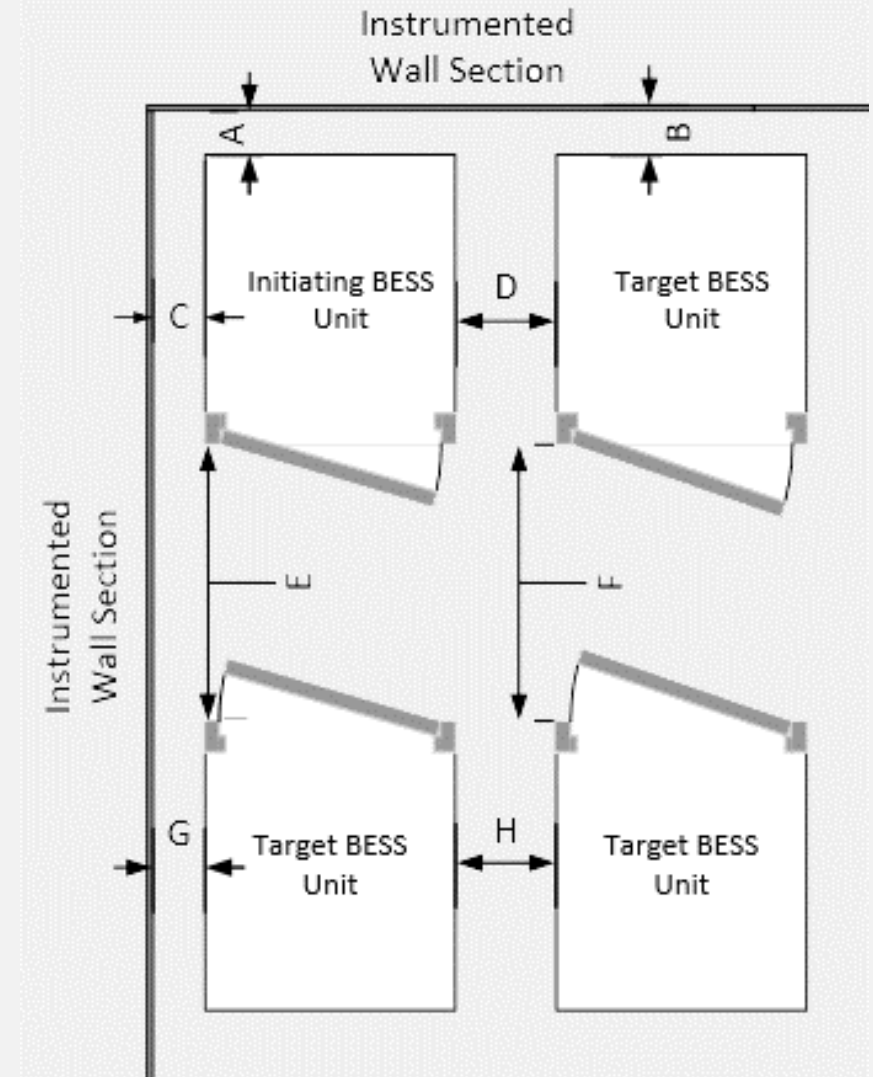 Instrumented
Wall Section
A
B
Initiating BESS
Unit
Target BESS
Unit
C
D
Instrumented
Wall Section
E
F
G
H
Target BESS
Unit
Target BESS
Unit